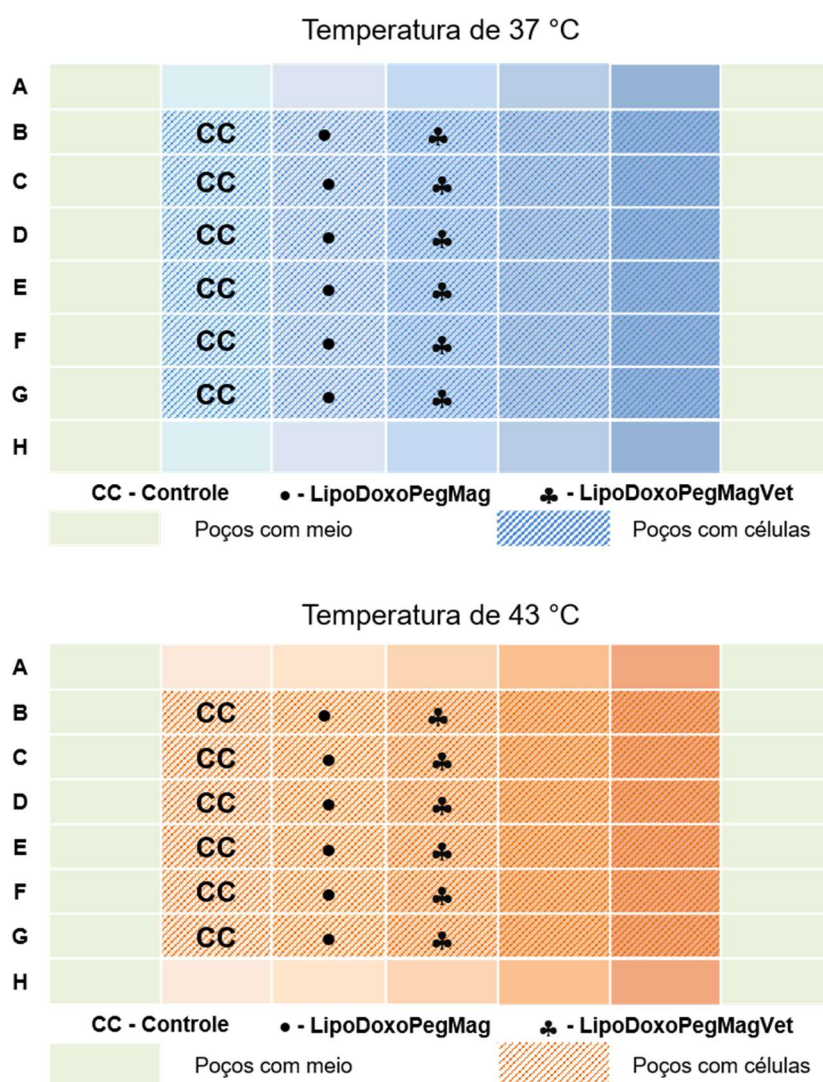 Temperatura de 37 °C
A
B CC • ♣
C CC • ♣
D CC • ♣
E CC • ♣
F CC • ♣
G CC • ♣
H
CC - Controle • - LipoDoxoPegMag ♣ - LipoDoxoPegMagVet
Poços com meio Poços com células
Temperatura de 43 °C
A
B CC • ♣
C CC • ♣
D CC • ♣
E CC • ♣
F CC • ♣
G CC • ♣
H
CC - Controle • - LipoDoxoPegMag ♣ - LipoDoxoPegMagVet
Poços com meio Poços com células